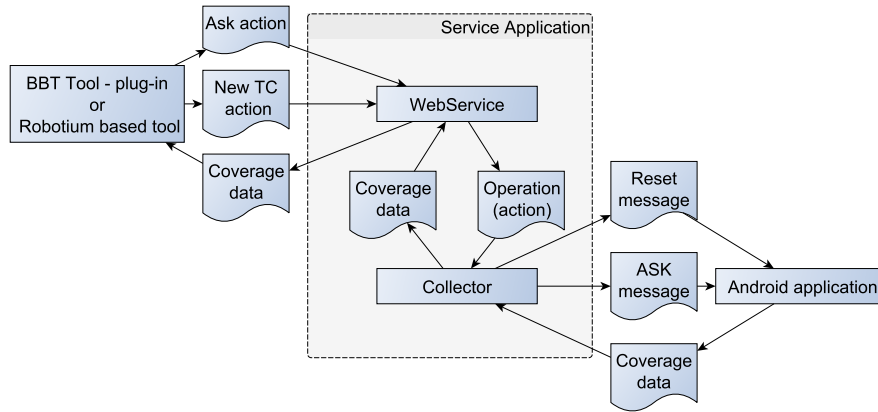 Ask action
Service Application
BBT Tool - plug-in
or
Robotium based tool
New TC
action
WebService
Coverage
data
Coverage
data
Operation
(action)
Reset
message
Collector
ASK
message
Android application
Coverage
data